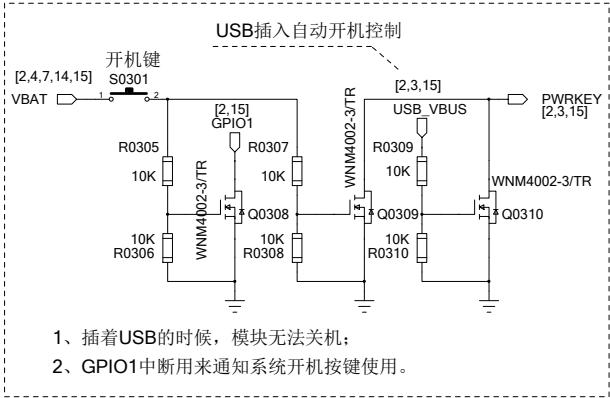 USB插入自动开机控制
开机键
[2,4,7,14,15] S0301
VBAT 1 2
[2,15]
GPIO1
[2,3,15]
USB_VBUS
PWRKEY
[2,3,15]
R0305
10K
R0307
10K
R0309
10K
WNM4002-3/TR
WNM4002-3/TR
WNM4002-3/TR
Q0308
Q0309
Q0310
10K
R0306
10K
R0308
10K
R0310
1、插着USB的时候，模块无法关机；
2、GPIO1中断用来通知系统开机按键使用。